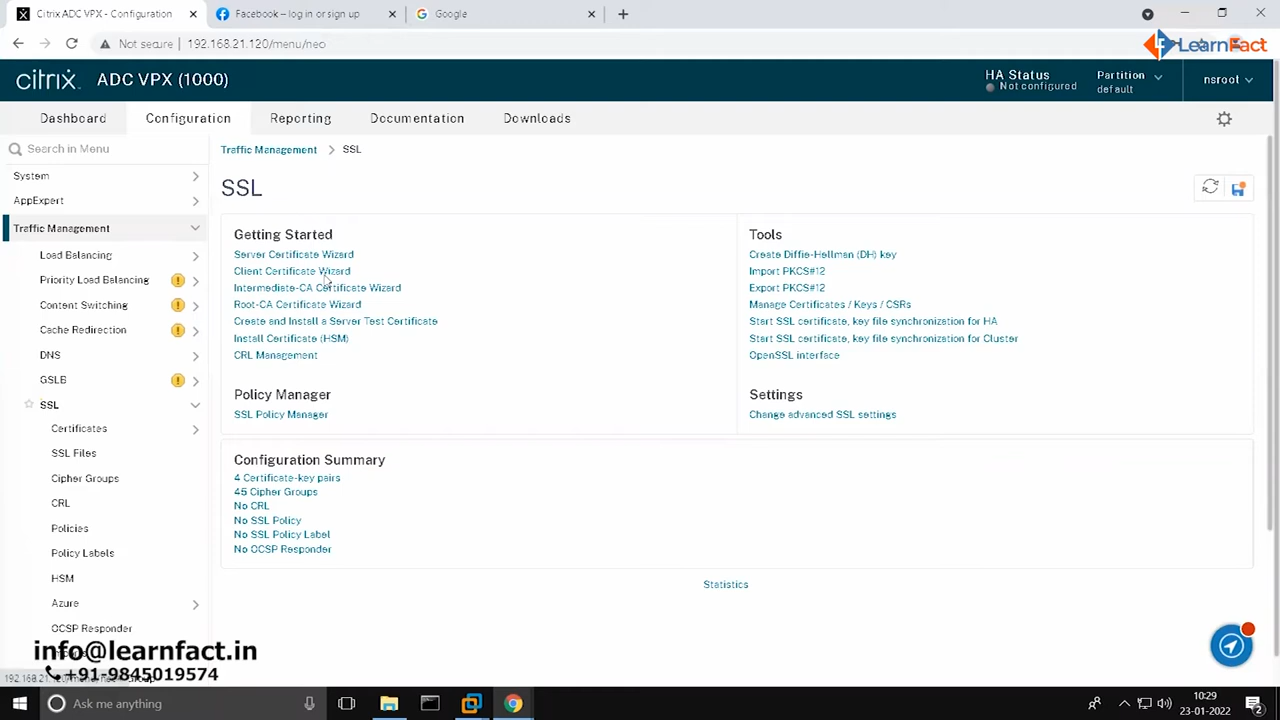 Citrix ADC VPX - Configuration
Facebook – log in or sign up
Google
Not secure
192.168.21.120/menu/neo
LearnFact
citrix
ADC VPX (1000)
HA Status
Not configured
Partition
default
nsroot
Dashboard
Configuration
Reporting
Documentation
Downloads
Search in Menu
Traffic Management
SSL
System
AppExpert
Traffic Management
Load Balancing
Priority Load Balancing
Content Switching
Cache Redirection
DNS
GSLB
SSL
Certificates
SSL Files
Cipher Groups
CRL
Policies
Policy Labels
HSM
Azure
OCSP Responder
SSL
Getting Started
Server Certificate Wizard
Client Certificate Wizard
Intermediate-CA Certificate Wizard
Root-CA Certificate Wizard
Create and Install a Server Test Certificate
Install Certificate (HSM)
CRL Management
Tools
Create Diffie-Hellman (DH) key
Import PKCS#12
Export PKCS#12
Manage Certificates / Keys / CSRs
Start SSL certificate, key file synchronization for HA
Start SSL certificate, key file synchronization for Cluster
OpenSSL interface
Policy Manager
SSL Policy Manager
Settings
Change advanced SSL settings
Configuration Summary
4 Certificate-key pairs
45 Cipher Groups
No CRL
No SSL Policy
No SSL Policy Label
No OCSP Responder
Statistics
info@learnfact.in
+91-9845019574
Ask me anything
10:29
23-01-2022
2